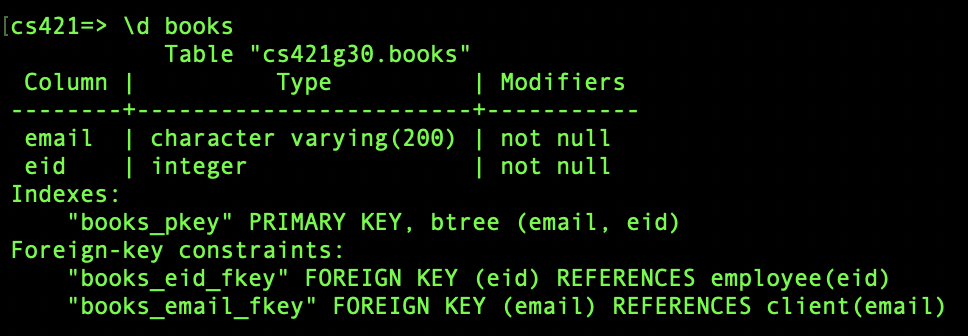 [cs421=> \d books
Table "cs421g30.books"
Column | Type | Modifiers
--------+------------------------+-----------
email | character varying(200) | not null
eid | integer | not null
Indexes:
"books_pkey" PRIMARY KEY, btree (email, eid)
Foreign-key constraints:
"books_eid_fkey" FOREIGN KEY (eid) REFERENCES employee(eid)
"books_email_fkey" FOREIGN KEY (email) REFERENCES client(email)